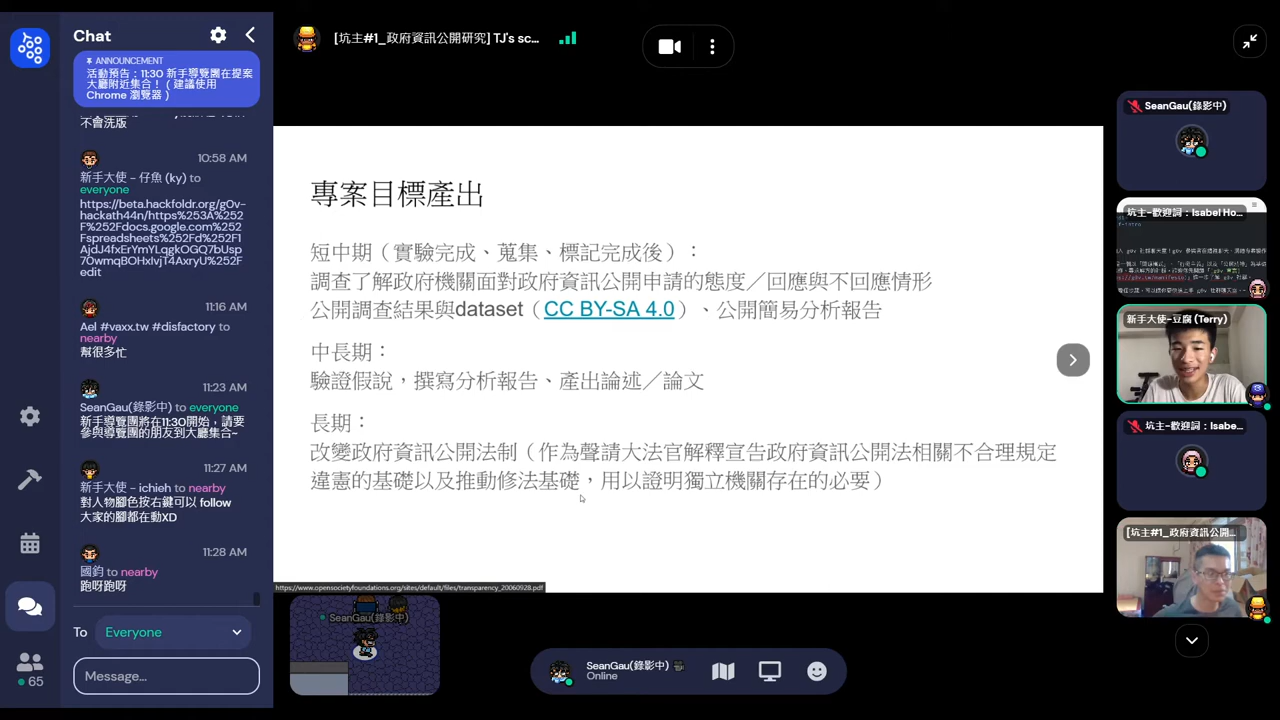 Chat
ANNOUNCEMENT
活動預告：11:30 新手導覽團在提案
大廳附近集合！（建議使用
Chrome 瀏覽器）
不會洗版
10:58 AM
新手大使－仔魚 (ky) to
everyone
https://beta.hackfoldr.org/g0v-
hackath44n/https%253A%252
F%252Fdocs.google.com%252
Fspreadsheets%252Fd%252F1
AjdJ4fxErYmYLqgkOGQ7bUsp
70wmqBOHxlvjT4AxryU%252F
edit
11:16 AM
Ael #vaxx.tw #disfactory to
nearby
幫很多忙
11:23 AM
SeanGau(錄影中) to everyone
新手導覽團將在11:30開始，請要
參與導覽團的朋友到大廳集合~
11:27 AM
新手大使－ichieh to nearby
對人物腳色按右鍵可以 follow
大家的腳都在動XD
11:28 AM
國鈞 to nearby
跑呀跑呀
To Everyone
Message...
65
[坑主#1_政府資訊公開研究] TJ's sc...
專案目標產出
短中期（實驗完成、蒐集、標記完成後）：
調查了解政府機關面對政府資訊公開申請的態度／回應與不回應情形
公開調查結果與dataset（CC BY-SA 4.0）、公開簡易分析報告
中長期：
驗證假說，撰寫分析報告、產出論述／論文
長期：
改變政府資訊公開法制（作為聲請大法官解釋宣告政府資訊公開法相關不合理規定
違憲的基礎以及推動修法基礎，用以證明獨立機關存在的必要）
https://www.opensocietyfoundations.org/sites/default/files/transparency_20060928.pdf
SeanGau(錄影中)
SeanGau(錄影中)
Online
SeanGau(錄影中)
坑主-歡迎詞：Isabel Ho...
新手大使-豆腐 (Terry)
坑主-歡迎詞：Isabe...
[坑主#1_政府資訊公開...